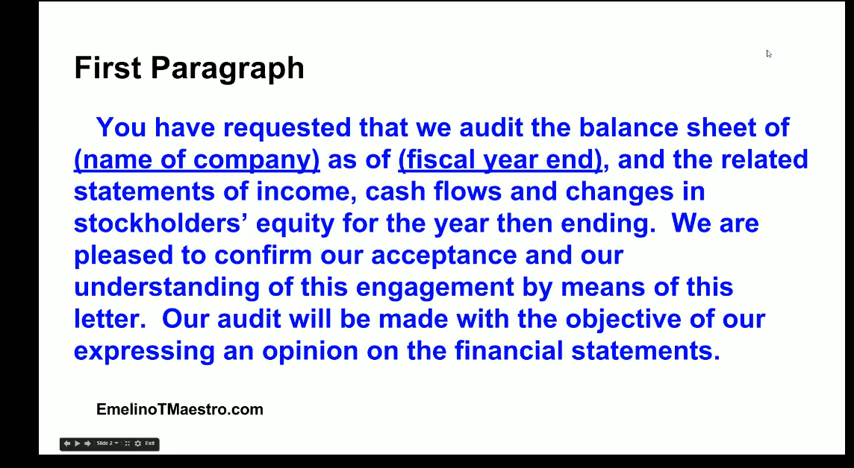 First Paragraph
You have requested that we audit the balance sheet of
(name of company) as of (fiscal year end), and the related
statements of income, cash flows and changes in
stockholders’ equity for the year then ending.  We are
pleased to confirm our acceptance and our
understanding of this engagement by means of this
letter.  Our audit will be made with the objective of our
expressing an opinion on the financial statements.
EmelinoTMaestro.com
Slide 2
Exit